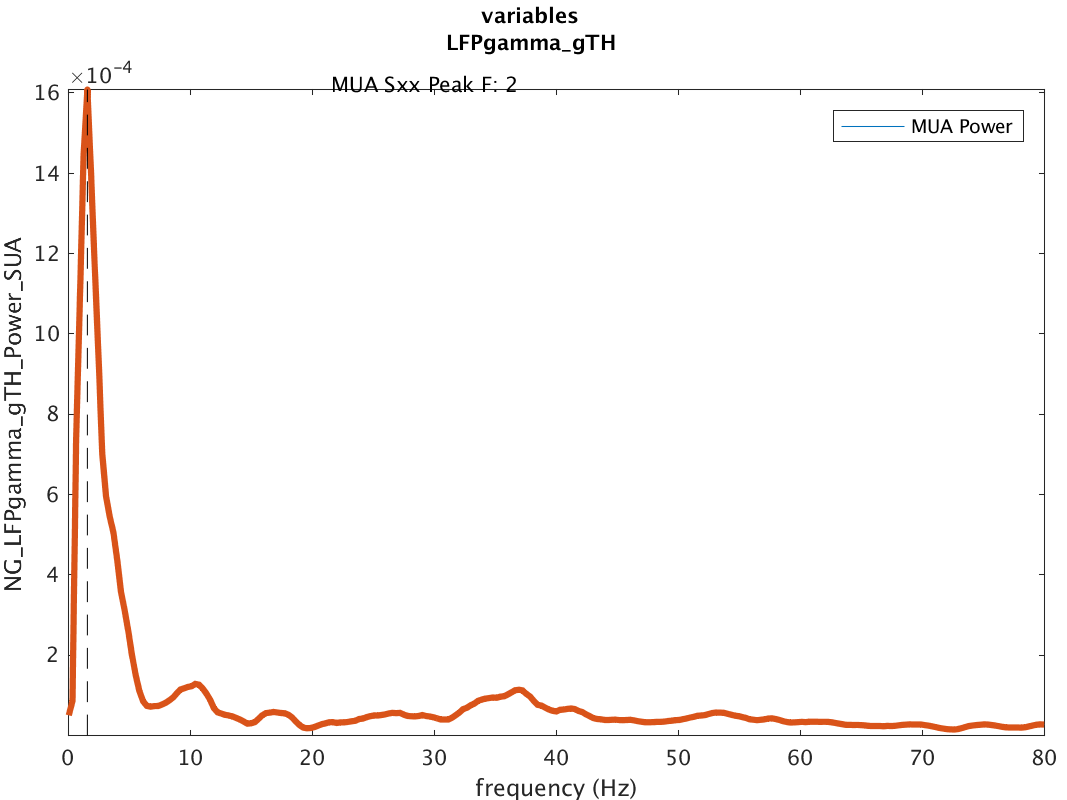 variables
LFPgamma_gTH
×10⁻⁴
MUA Sxx Peak F: 2
MUA Power
16
14
12
10
8
6
4
2
NG_LFPgamma_gTH_Power_SUA
0 10 20 30 40 50 60 70 80
frequency (Hz)